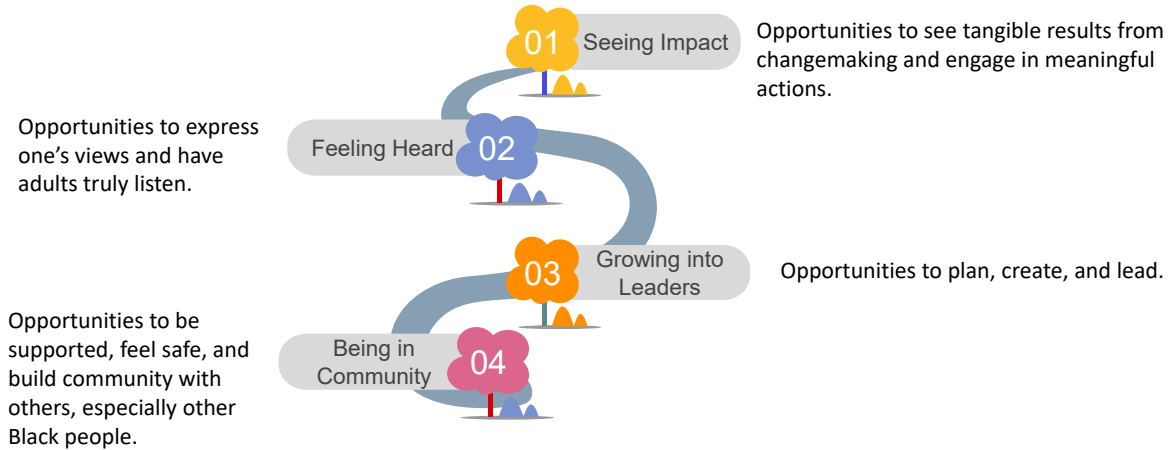 01
Seeing Impact
Opportunities to see tangible results from
changemaking and engage in meaningful
actions.
Opportunities to express
one’s views and have
adults truly listen.
Feeling Heard
02
03
Growing into
Leaders
Opportunities to plan, create, and lead.
Opportunities to be
supported, feel safe, and
build community with
others, especially other
Black people.
Being in
Community
04